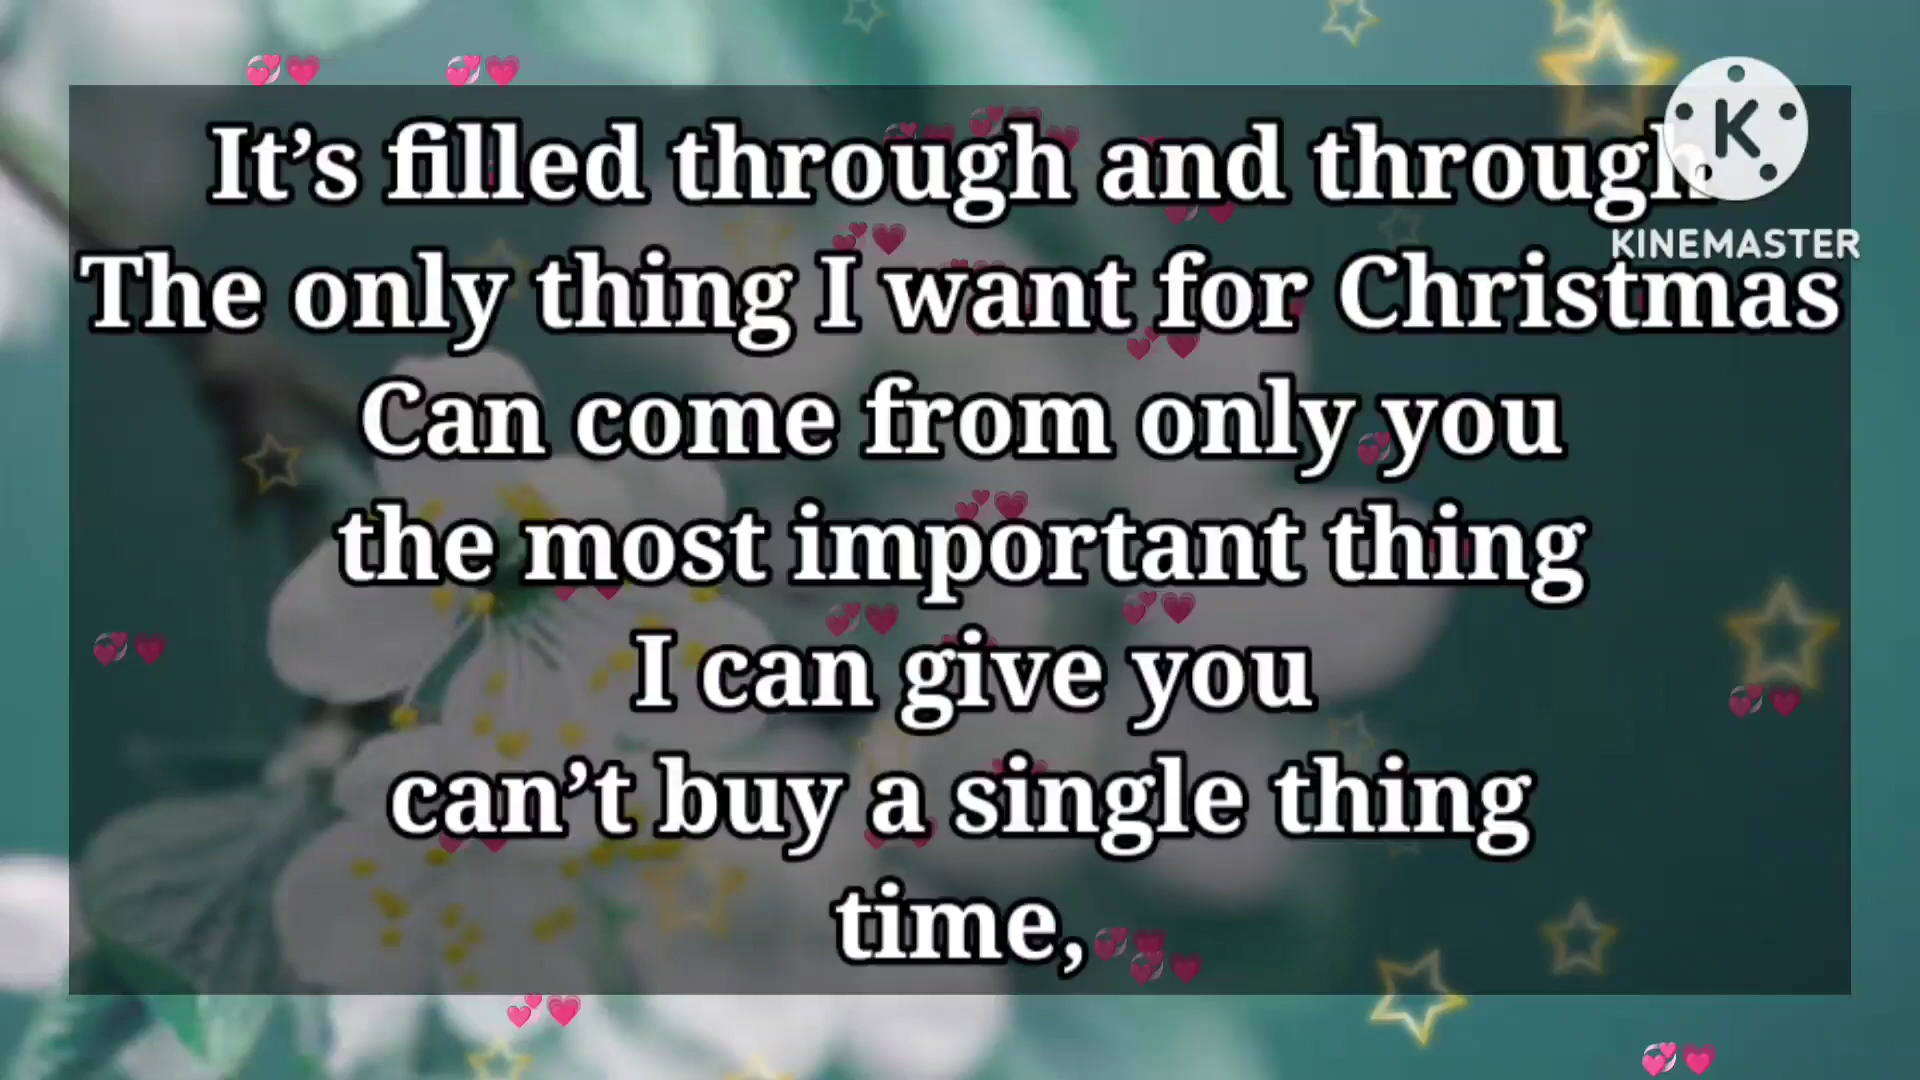 It’s filled through and through
K
KINEMASTER
The only thing I want for Christmas
Can come from only you
the most important thing
I can give you
can’t buy a single thing
time,